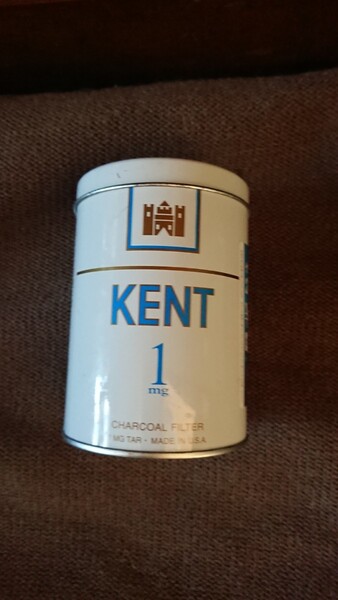 KENT
1
mg
CHARCOAL FILTER
MG TAR • MADE IN U.S.A